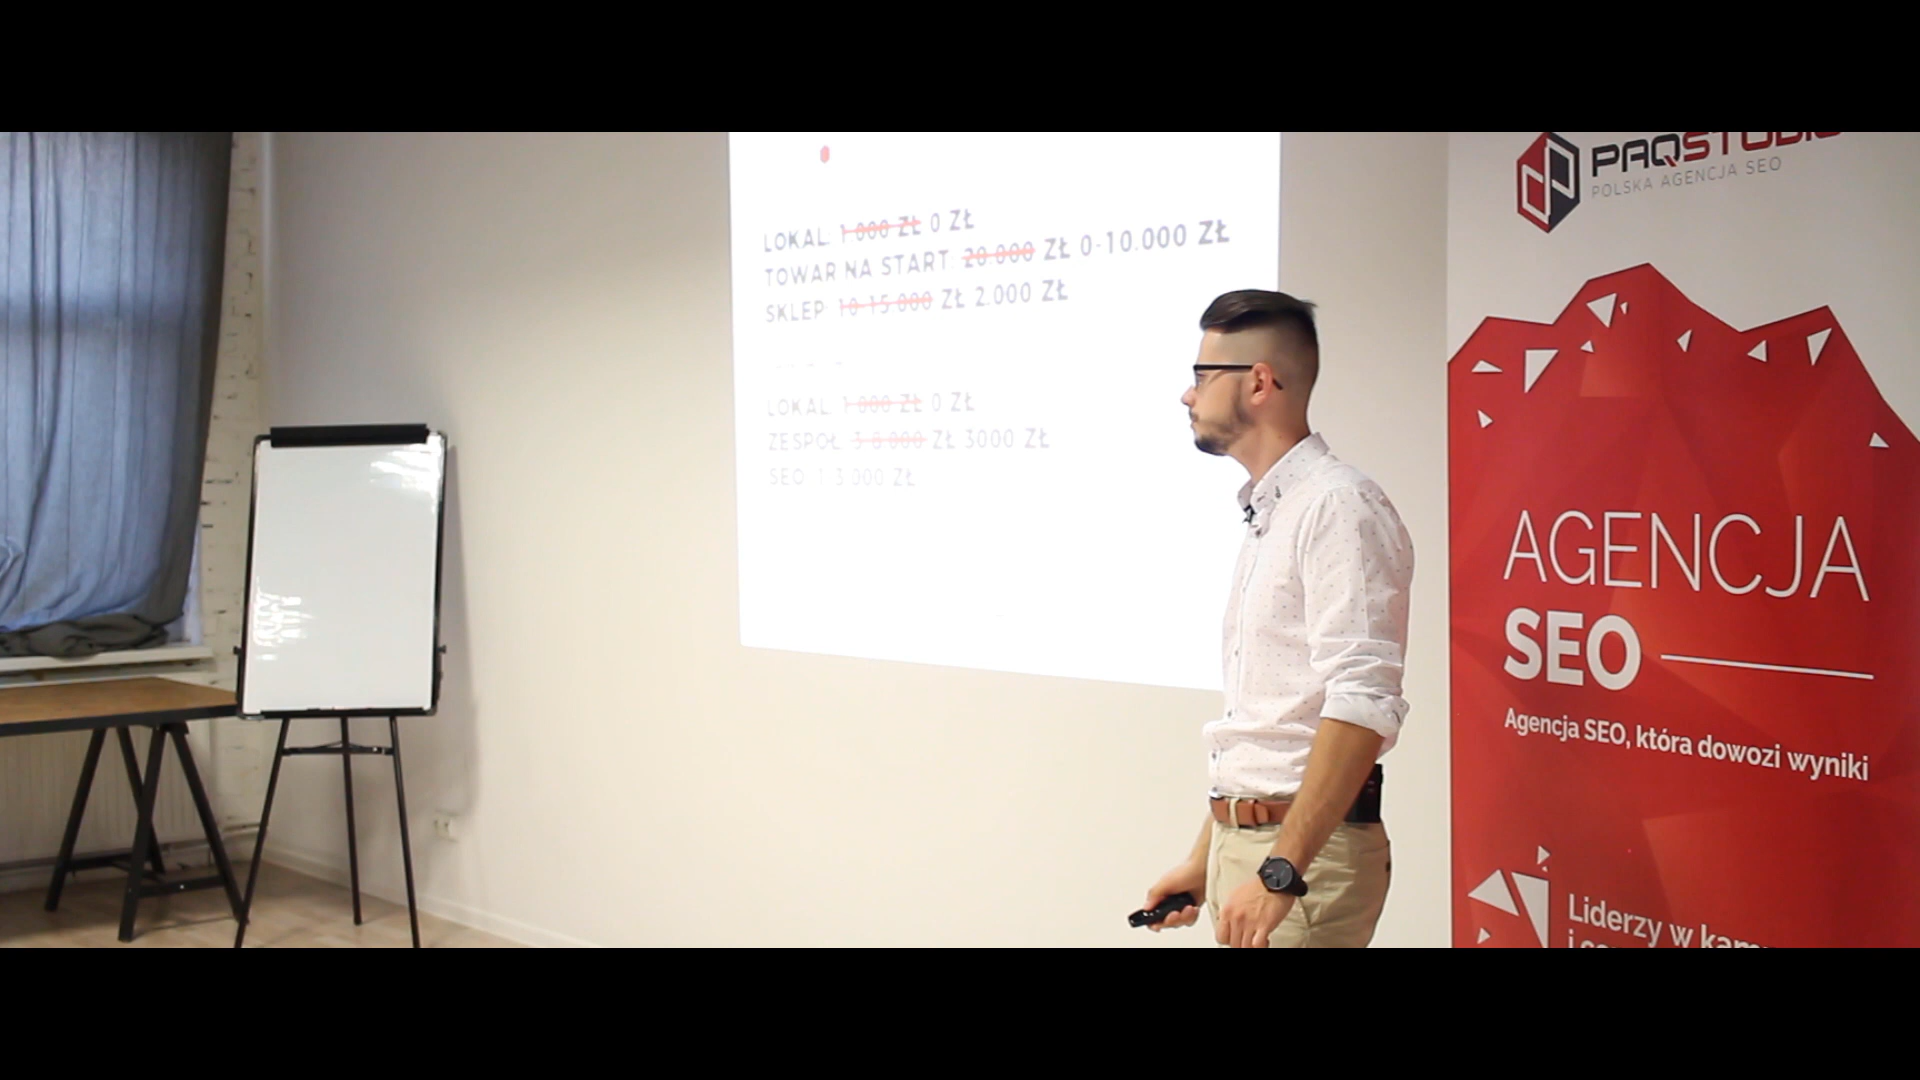 LOKAL: 1.000 ZŁ 0 ZŁ
TOWAR NA START: 20.000 ZŁ 0-10.000 ZŁ
SKLEP: 10-15.000 ZŁ 2.000 ZŁ
LOKAL: 1.000 ZŁ 0 ZŁ
ZESPÓŁ: 3-8.000 ZŁ 3000 ZŁ
SEO: 1-3.000 ZŁ
PAQSTUDIO
POLSKA AGENCJA SEO
AGENCJA
SEO
Agencja SEO, która dowozi wyniki
Liderzy w